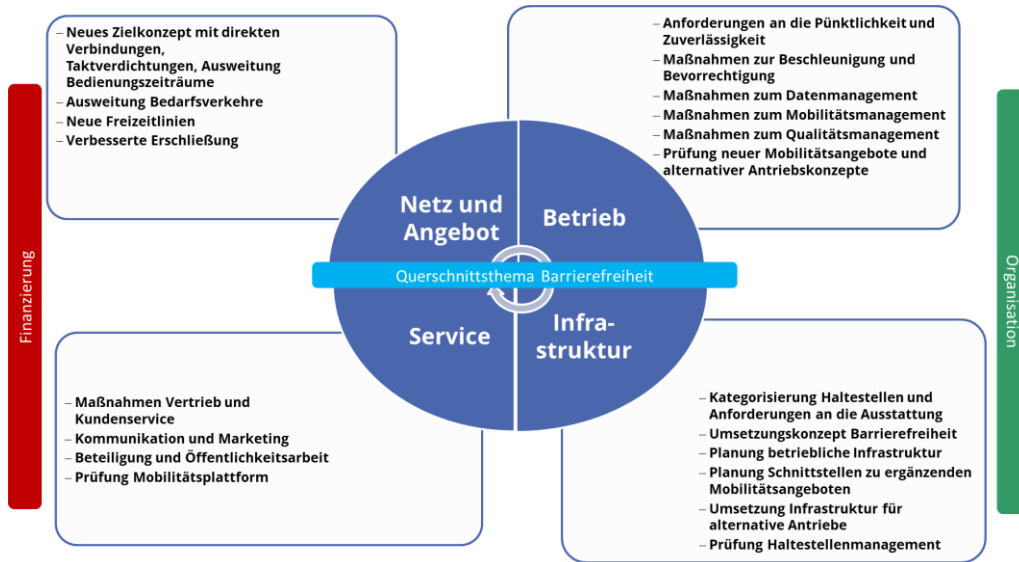 – Neues Zielkonzept mit direkten
Verbindungen,
Taktverdichtungen, Ausweitung
Bedienungszeiträume
– Ausweitung Bedarfsverkehre
– Neue Freizeitlinien
– Verbesserte Erschließung
– Anforderungen an die Pünktlichkeit und
Zuverlässigkeit
– Maßnahmen zur Beschleunigung und
Bevorrechtigung
– Maßnahmen zum Datenmanagement
– Maßnahmen zum Mobilitätsmanagement
– Maßnahmen zum Qualitätsmanagement
– Prüfung neuer Mobilitätsangebote und
alternativer Antriebskonzepte
Finanzierung
Netz und
Angebot
Betrieb
Querschnittsthema Barrierefreiheit
Service
Infra-
struktur
Organisation
– Maßnahmen Vertrieb und
Kundenservice
– Kommunikation und Marketing
– Beteiligung und Öffentlichkeitsarbeit
– Prüfung Mobilitätsplattform
– Kategorisierung Haltestellen und
Anforderungen an die Ausstattung
– Umsetzungskonzept Barrierefreiheit
– Planung betriebliche Infrastruktur
– Planung Schnittstellen zu ergänzenden
Mobilitätsangeboten
– Umsetzung Infrastruktur für
alternative Antriebe
– Prüfung Haltestellenmanagement